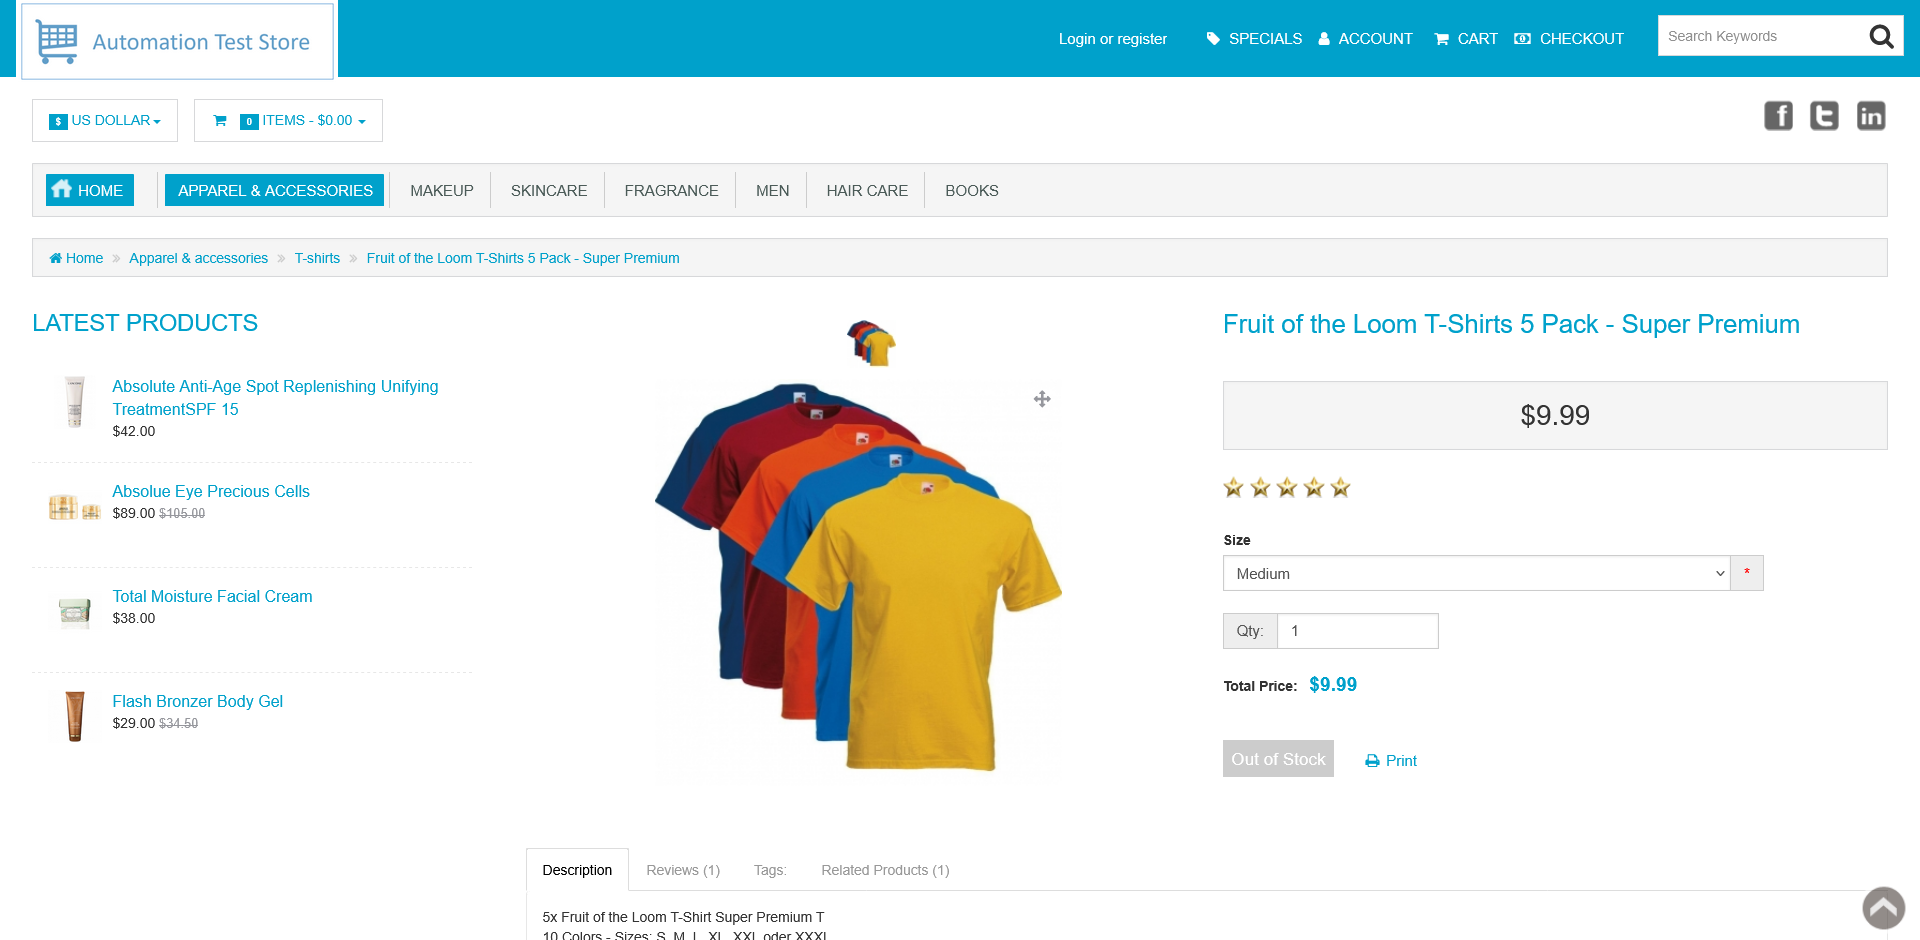 Automation Test Store
Login or register
SPECIALS
ACCOUNT
CART
CHECKOUT
Search Keywords
$ US DOLLAR
0 ITEMS - $0.00
HOME
APPAREL & ACCESSORIES
MAKEUP
SKINCARE
FRAGRANCE
MEN
HAIR CARE
BOOKS
Home
Apparel & accessories
T-shirts
Fruit of the Loom T-Shirts 5 Pack - Super Premium
LATEST PRODUCTS
Absolute Anti-Age Spot Replenishing Unifying
TreatmentSPF 15
$42.00
Absolue Eye Precious Cells
$89.00 $105.00
Total Moisture Facial Cream
$38.00
Flash Bronzer Body Gel
$29.00 $34.50
Fruit of the Loom T-Shirts 5 Pack - Super Premium
$9.99
Size
Medium
*
Qty:
1
Total Price: $9.99
Out of Stock
Print
Description
Reviews (1)
Tags:
Related Products (1)
5x Fruit of the Loom T-Shirt Super Premium T
10 Colors - Sizes: S, M, L, XL, XXL oder XXXL